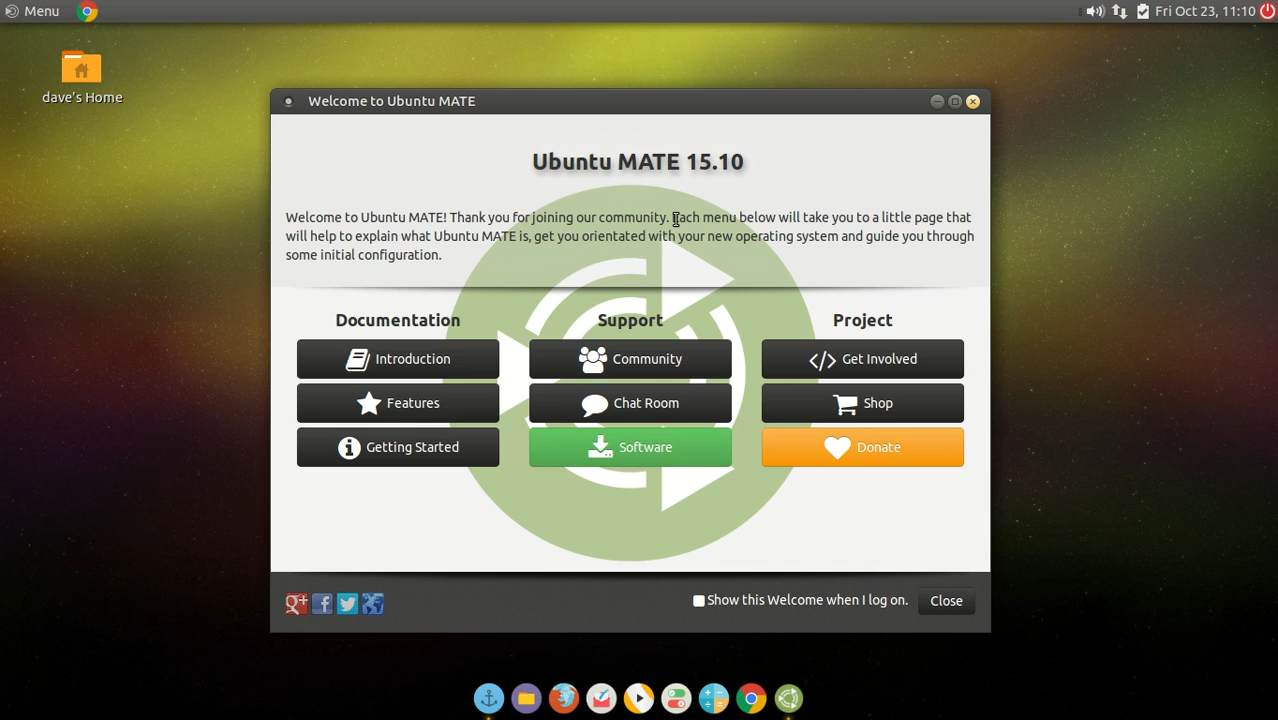 Menu
Fri Oct 23, 11:10
dave's Home
Welcome to Ubuntu MATE
Ubuntu MATE 15.10
Welcome to Ubuntu MATE! Thank you for joining our community. Each menu below will take you to a little page that
will help to explain what Ubuntu MATE is, get you orientated with your new operating system and guide you through
some initial configuration.
Documentation
Support
Project
Introduction
Community
Get Involved
Features
Chat Room
Shop
Getting Started
Software
Donate
Show this Welcome when I log on.
Close